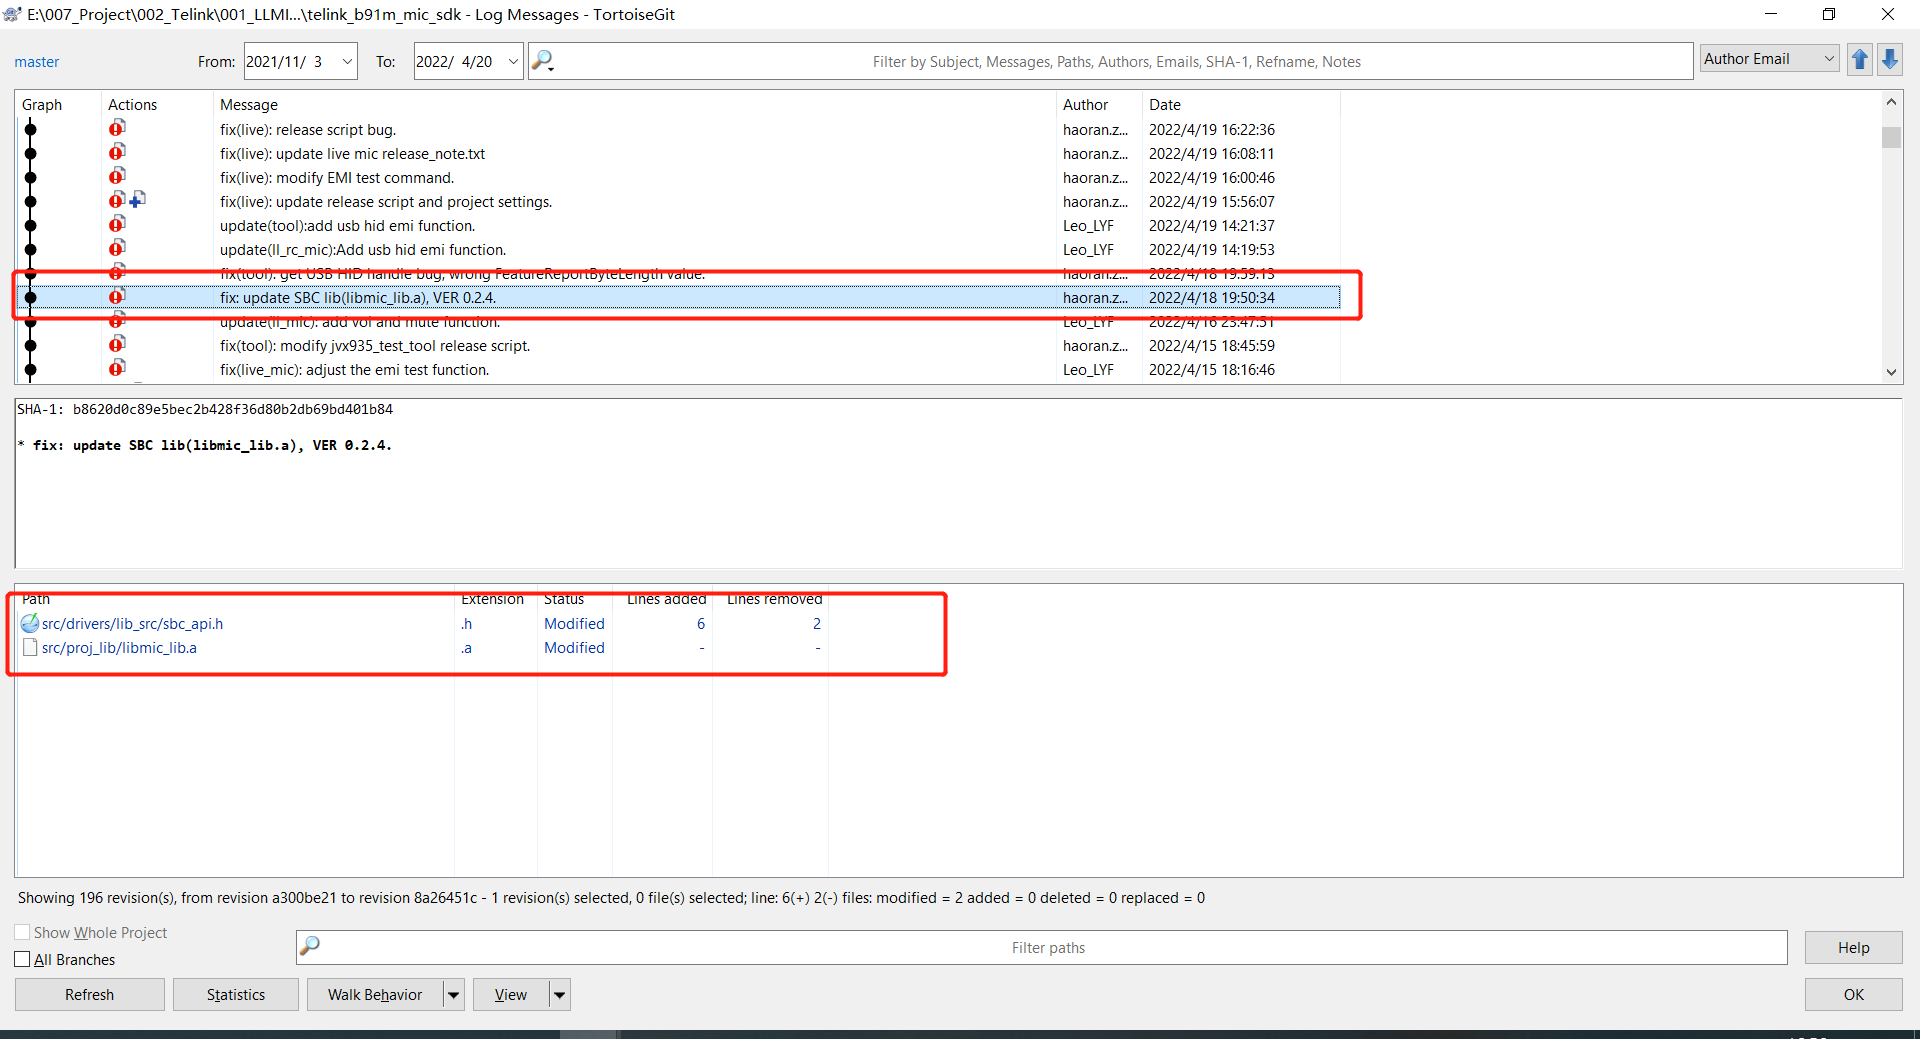 E:\007_Project\002_Telink\001_LLMI...\telink_b91m_mic_sdk - Log Messages - TortoiseGit
master From: 2021/11/ 3 To: 2022/ 4/20 Filter by Subject, Messages, Paths, Authors, Emails, SHA-1, Refname, Notes Author Email
Graph Actions Message Author Date
fix(live): release script bug. haoran.z... 2022/4/19 16:22:36
fix(live): update live mic release_note.txt haoran.z... 2022/4/19 16:08:11
fix(live): modify EMI test command. haoran.z... 2022/4/19 16:00:46
fix(live): update release script and project settings. haoran.z... 2022/4/19 15:56:07
update(tool):add usb hid emi function. Leo_LYF 2022/4/19 14:21:37
update(ll_rc_mic):Add usb hid emi function. Leo_LYF 2022/4/19 14:19:53
fix(tool): get USB HID handle bug, wrong FeatureReportByteLength value. haoran.z... 2022/4/18 19:59:13
fix: update SBC lib(libmic_lib.a), VER 0.2.4. haoran.z... 2022/4/18 19:50:34
update(ll_mic): add vol and mute function. Leo_LYF 2022/4/16 23:47:51
fix(tool): modify jvx935_test_tool release script. haoran.z... 2022/4/15 18:45:59
fix(live_mic): adjust the emi test function. Leo_LYF 2022/4/15 18:16:46
SHA-1: b8620d0c89e5bec2b428f36d80b2db69bd401b84
* fix: update SBC lib(libmic_lib.a), VER 0.2.4.
Path Extension Status Lines added Lines removed
src/drivers/lib_src/sbc_api.h .h Modified 6 2
src/proj_lib/libmic_lib.a .a Modified - -
Showing 196 revision(s), from revision a300be21 to revision 8a26451c - 1 revision(s) selected, 0 file(s) selected; line: 6(+) 2(-) files: modified = 2 added = 0 deleted = 0 replaced = 0
Show Whole Project
All Branches
Filter paths
Help
Refresh Statistics Walk Behavior View OK